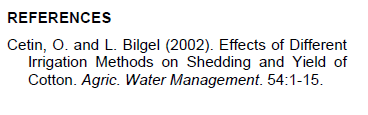 REFERENCES
Cetin, O. and L. Bilgel (2002). Effects of Different
Irrigation Methods on Shedding and Yield of
Cotton. Agric. Water Management. 54:1-15.